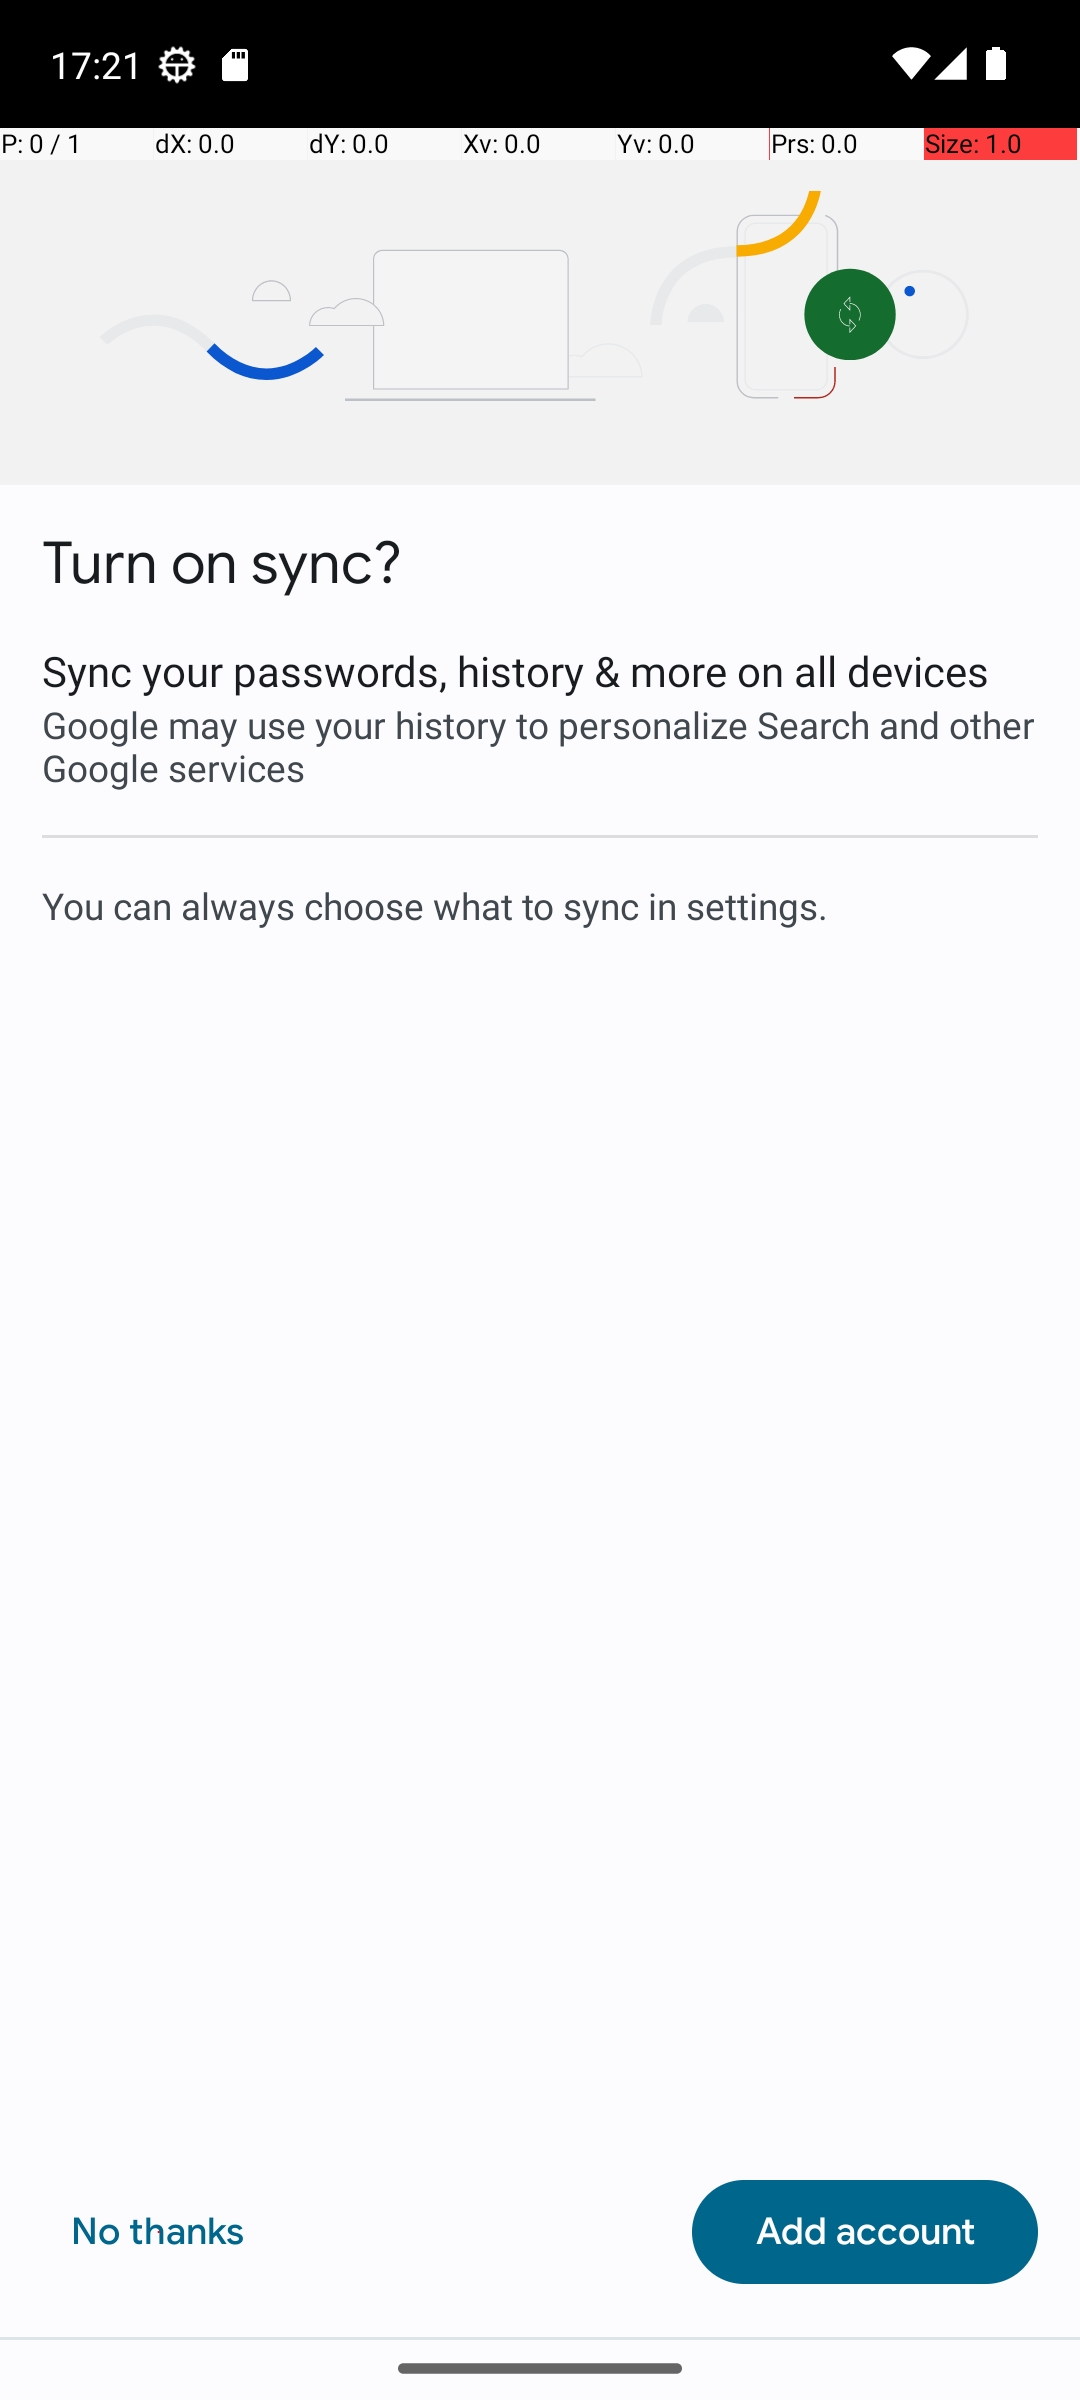 17:21
P: 0 / 1 dX: 0.0 dY: 0.0 Xv: 0.0 Yv: 0.0 Prs: 0.0 Size: 1.0
Turn on sync?
Sync your passwords, history & more on all devices
Google may use your history to personalize Search and other
Google services
You can always choose what to sync in settings.
No thanks Add account